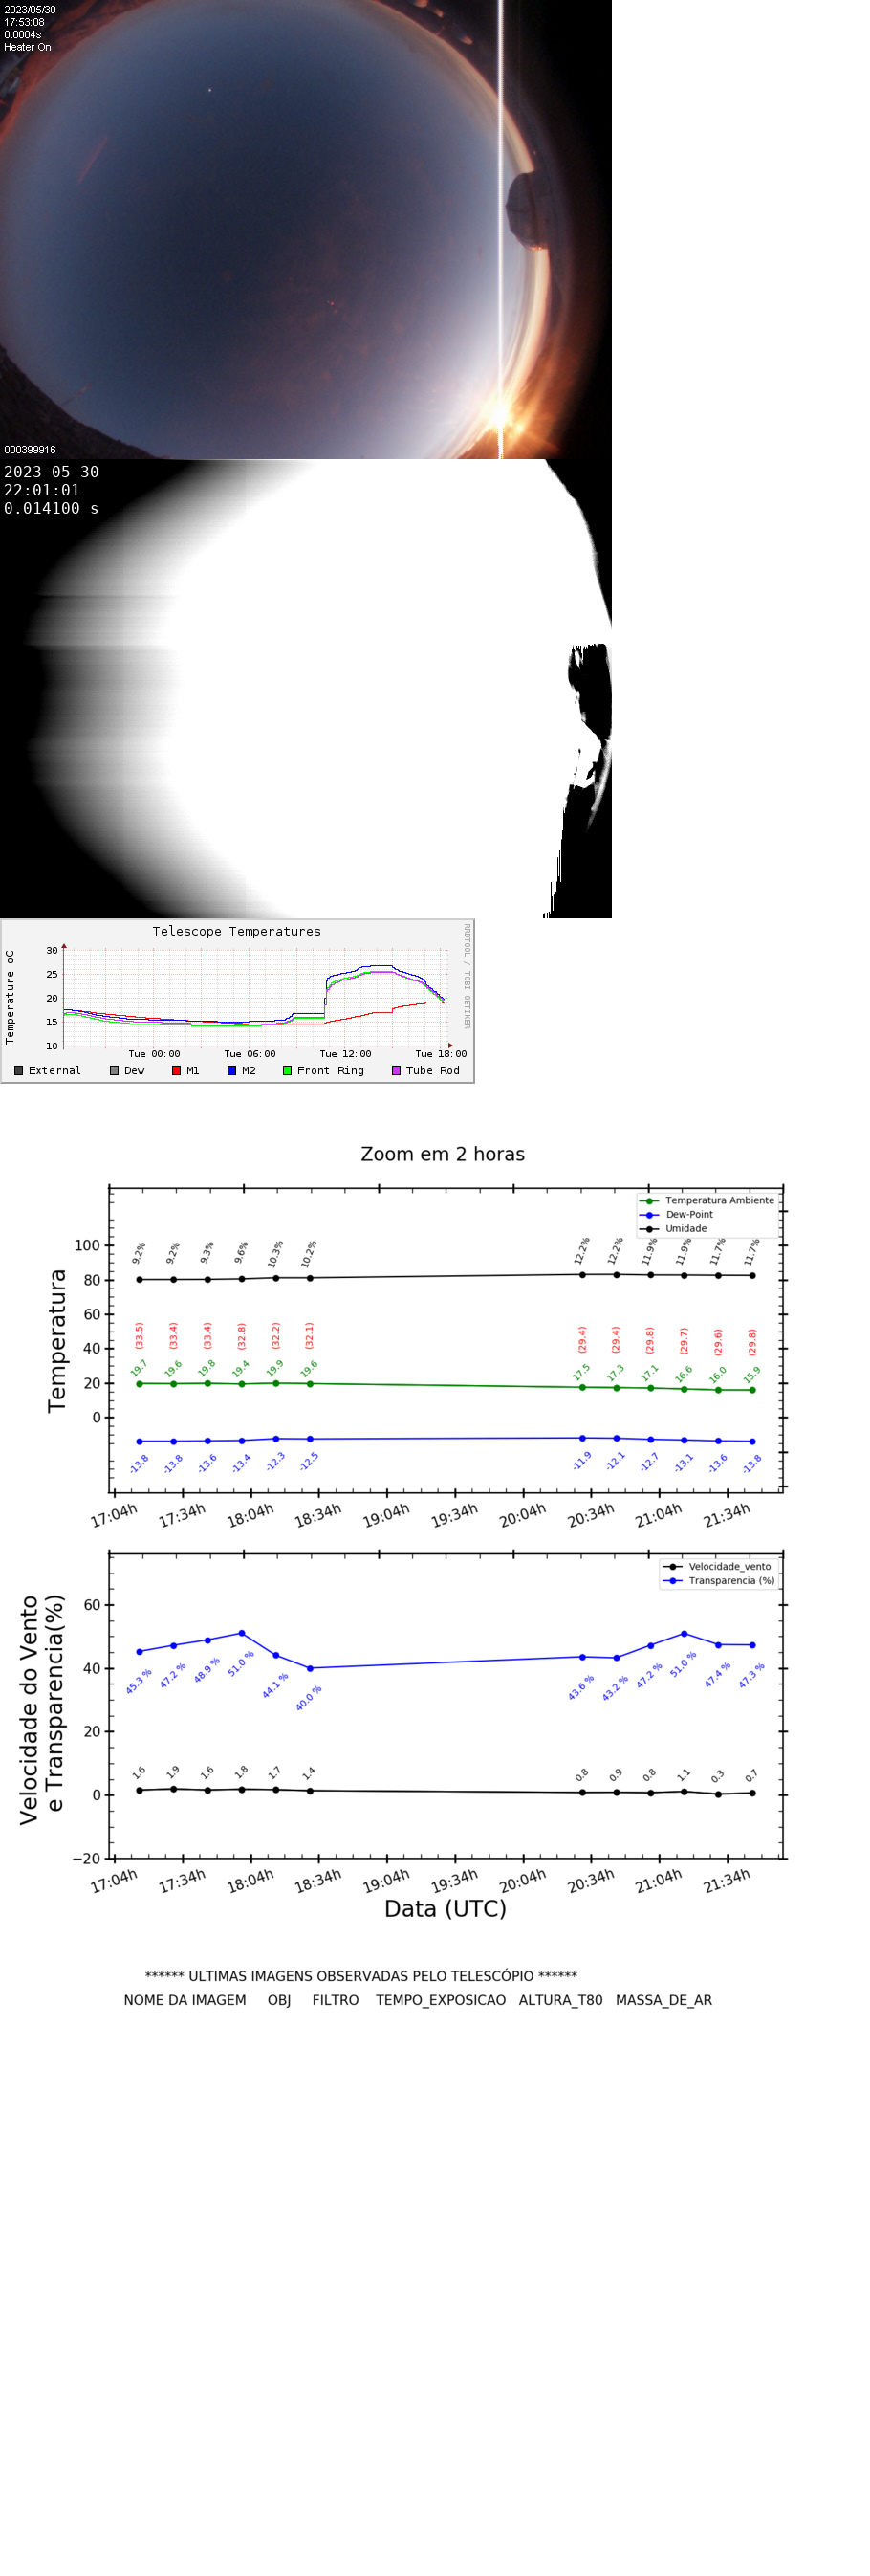 2023/05/30
17:53:08
0.0004s
Heater On
000399916
2023-05-30
22:01:01
0.014100 s
Telescope Temperatures
RRDTOOL / TOBI OETIKER
Temperature oC
30
25
20
15
10
Tue 00:00 Tue 06:00 Tue 12:00 Tue 18:00
External Dew M1 M2 Front Ring Tube Rod
Zoom em 2 horas
Temperatura Ambiente
Dew-Point
Umidade
Temperatura
100
80
60
40
20
0
9.2% 9.2% 9.3% 9.6% 10.3% 10.2% 12.2% 12.2% 11.9% 11.9% 11.7% 11.7%
(33.5) (33.4) (33.4) (32.8) (32.2) (32.1) (29.4) (29.4) (29.8) (29.7) (29.6) (29.8)
19.7 19.6 19.8 19.4 19.9 19.6 17.5 17.3 17.1 16.6 16.0 15.9
-13.8 -13.8 -13.6 -13.4 -12.3 -12.5 -11.9 -12.1 -12.7 -13.1 -13.6 -13.8
17:04h 17:34h 18:04h 18:34h 19:04h 19:34h 20:04h 20:34h 21:04h 21:34h
Velocidade_vento
Transparencia (%)
Velocidade do Vento
e Transparencia(%)
60
40
20
0
−20
45.3 % 47.2 % 48.9 % 51.0 % 44.1 % 40.0 % 43.6 % 43.2 % 47.2 % 51.0 % 47.4 % 47.3 %
1.6 1.9 1.6 1.8 1.7 1.4 0.8 0.9 0.8 1.1 0.3 0.7
17:04h 17:34h 18:04h 18:34h 19:04h 19:34h 20:04h 20:34h 21:04h 21:34h
Data (UTC)
****** ULTIMAS IMAGENS OBSERVADAS PELO TELESCÓPIO ******
NOME DA IMAGEM OBJ FILTRO TEMPO_EXPOSICAO ALTURA_T80 MASSA_DE_AR